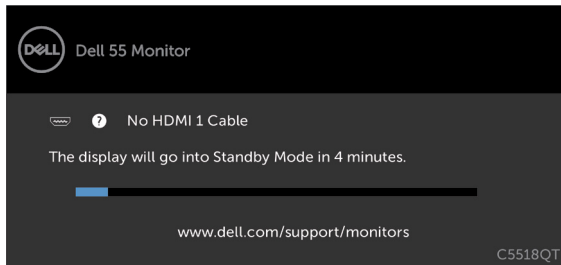 DELL
Dell 55 Monitor
? No HDMI 1 Cable
The display will go into Standby Mode in 4 minutes.
www.dell.com/support/monitors
C5518QT